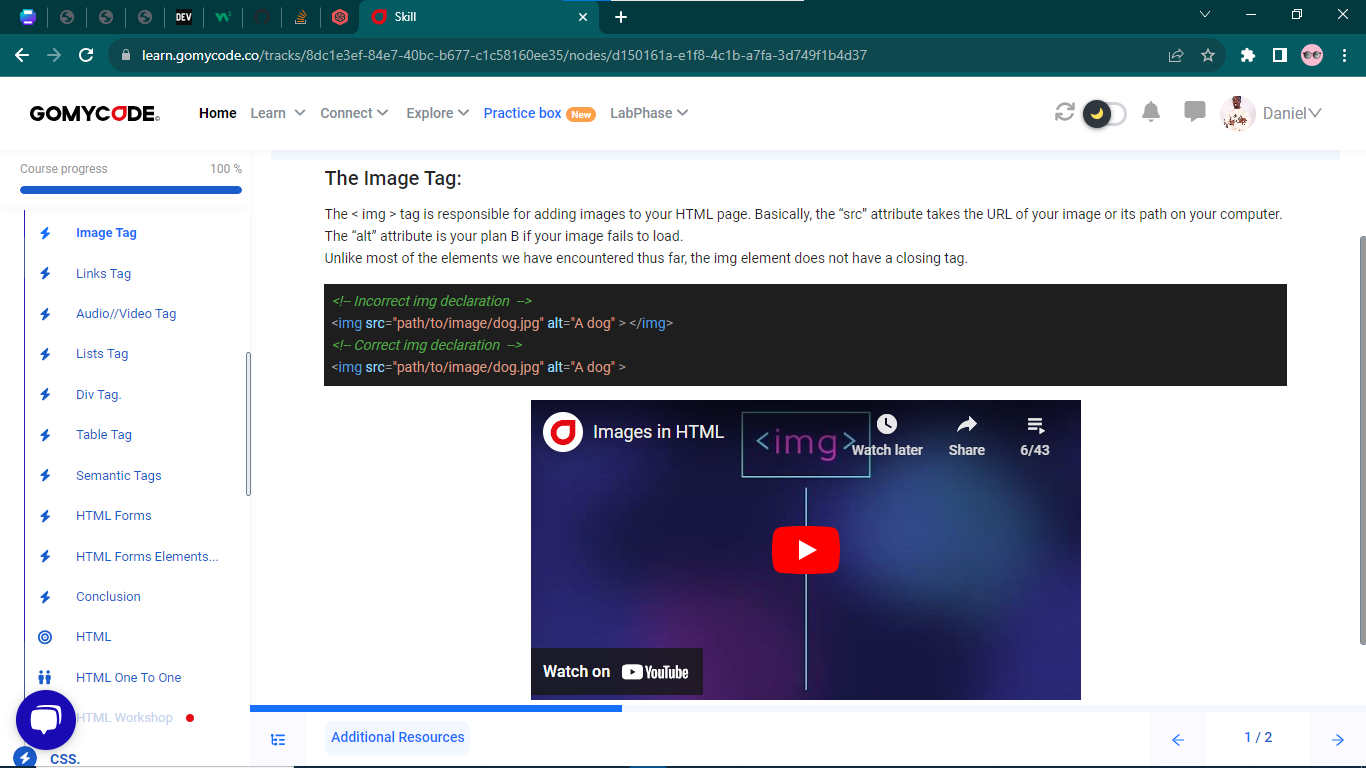 DEV
Skill
learn.gomycode.co/tracks/8dc1e3ef-84e7-40bc-b677-c1c58160ee35/nodes/d150161a-e1f8-4c1b-a7fa-3d749f1b4d37
GOMYCODE
Home
Learn
Connect
Explore
Practice box New
LabPhase
Daniel
Course progress 100 %
Image Tag
Links Tag
Audio//Video Tag
Lists Tag
Div Tag.
Table Tag
Semantic Tags
HTML Forms
HTML Forms Elements...
Conclusion
HTML
HTML One To One
HTML Workshop
CSS.
The Image Tag:
The < img > tag is responsible for adding images to your HTML page. Basically, the “src” attribute takes the URL of your image or its path on your computer.
The “alt” attribute is your plan B if your image fails to load.
Unlike most of the elements we have encountered thus far, the img element does not have a closing tag.
<!-- Incorrect img declaration -->
<img src="path/to/image/dog.jpg" alt="A dog" > </img>
<!-- Correct img declaration -->
<img src="path/to/image/dog.jpg" alt="A dog" >
Images in HTML
<img>
Watch later
Share
6/43
Watch on YouTube
Additional Resources
1 / 2